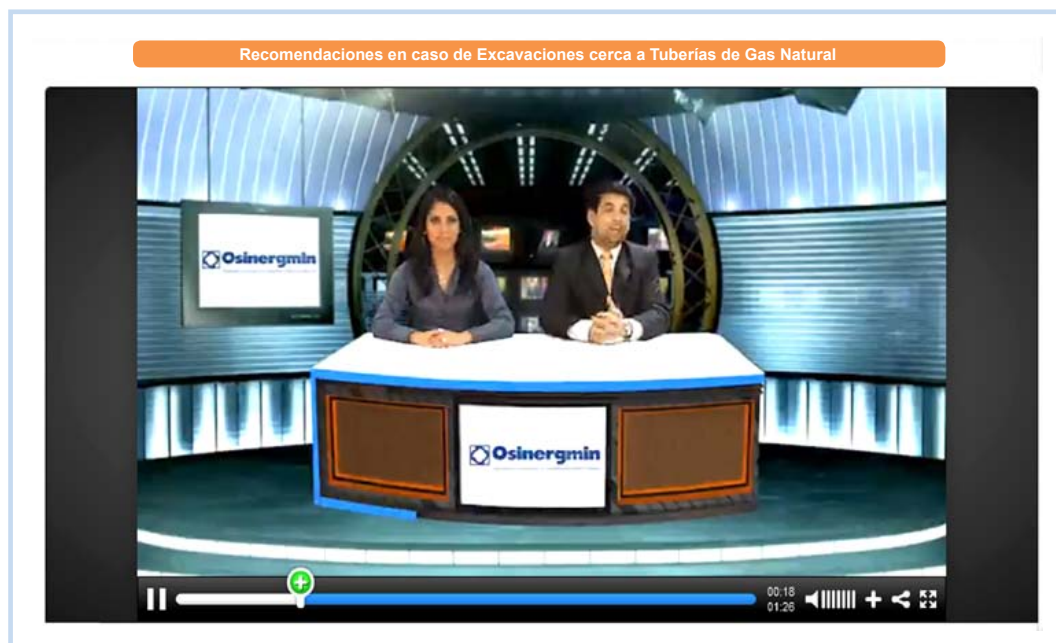 Recomendaciones en caso de Excavaciones cerca a Tuberías de Gas Natural
Osinergmin
Osinergmin
00:18
01:26